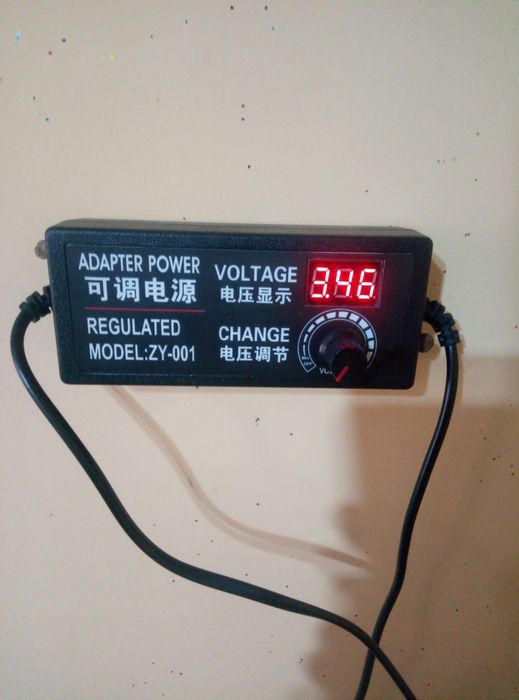 ADAPTER POWER
可调电源
REGULATED
MODEL:ZY-001
VOLTAGE
电压显示
3.46
CHANGE
电压调节